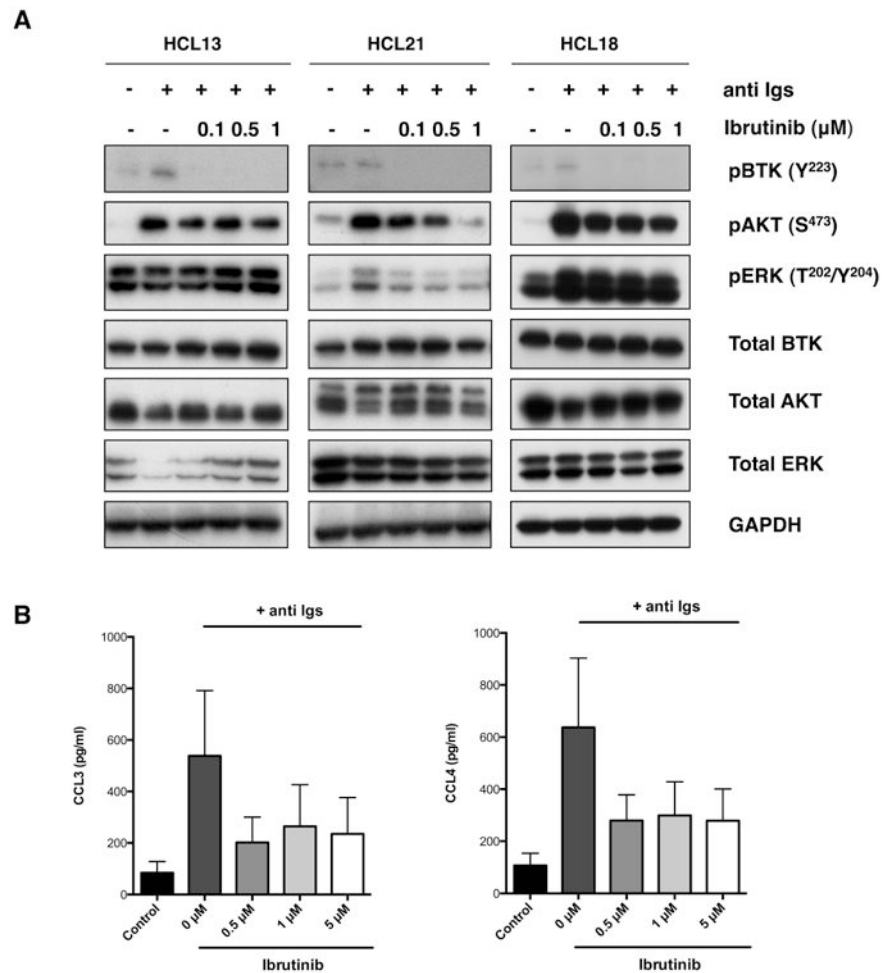 A
HCL13 HCL21 HCL18
- + + + + - + + + + - + + + + anti Igs
- - 0.1 0.5 1 - - 0.1 0.5 1 - - 0.1 0.5 1 Ibrutinib (µM)
pBTK (Y²²³)
pAKT (S⁴⁷³)
pERK (T²⁰²/Y²⁰⁴)
Total BTK
Total AKT
Total ERK
GAPDH
B
+ anti Igs
CCL3 (pg/ml)
1000
800
600
400
200
0
Control 0 µM 0.5 µM 1 µM 5 µM
Ibrutinib
+ anti Igs
CCL4 (pg/ml)
1000
800
600
400
200
0
Control 0 µM 0.5 µM 1 µM 5 µM
Ibrutinib